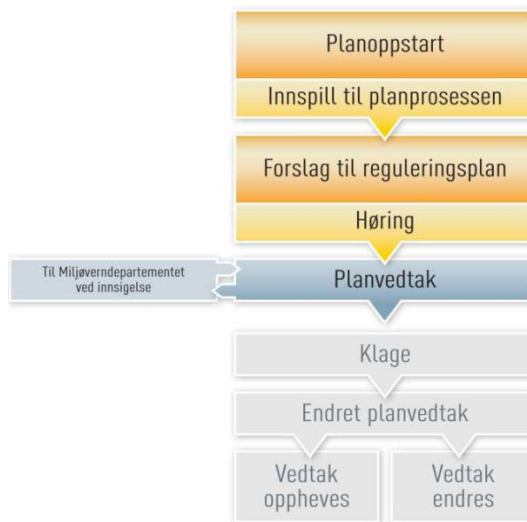 Planoppstart
Innspill til planprosessen
Forslag til reguleringsplan
Høring
Til Miljøverndepartementet
ved innsigelse
Planvedtak
Klage
Endret planvedtak
Vedtak
oppheves
Vedtak
endres